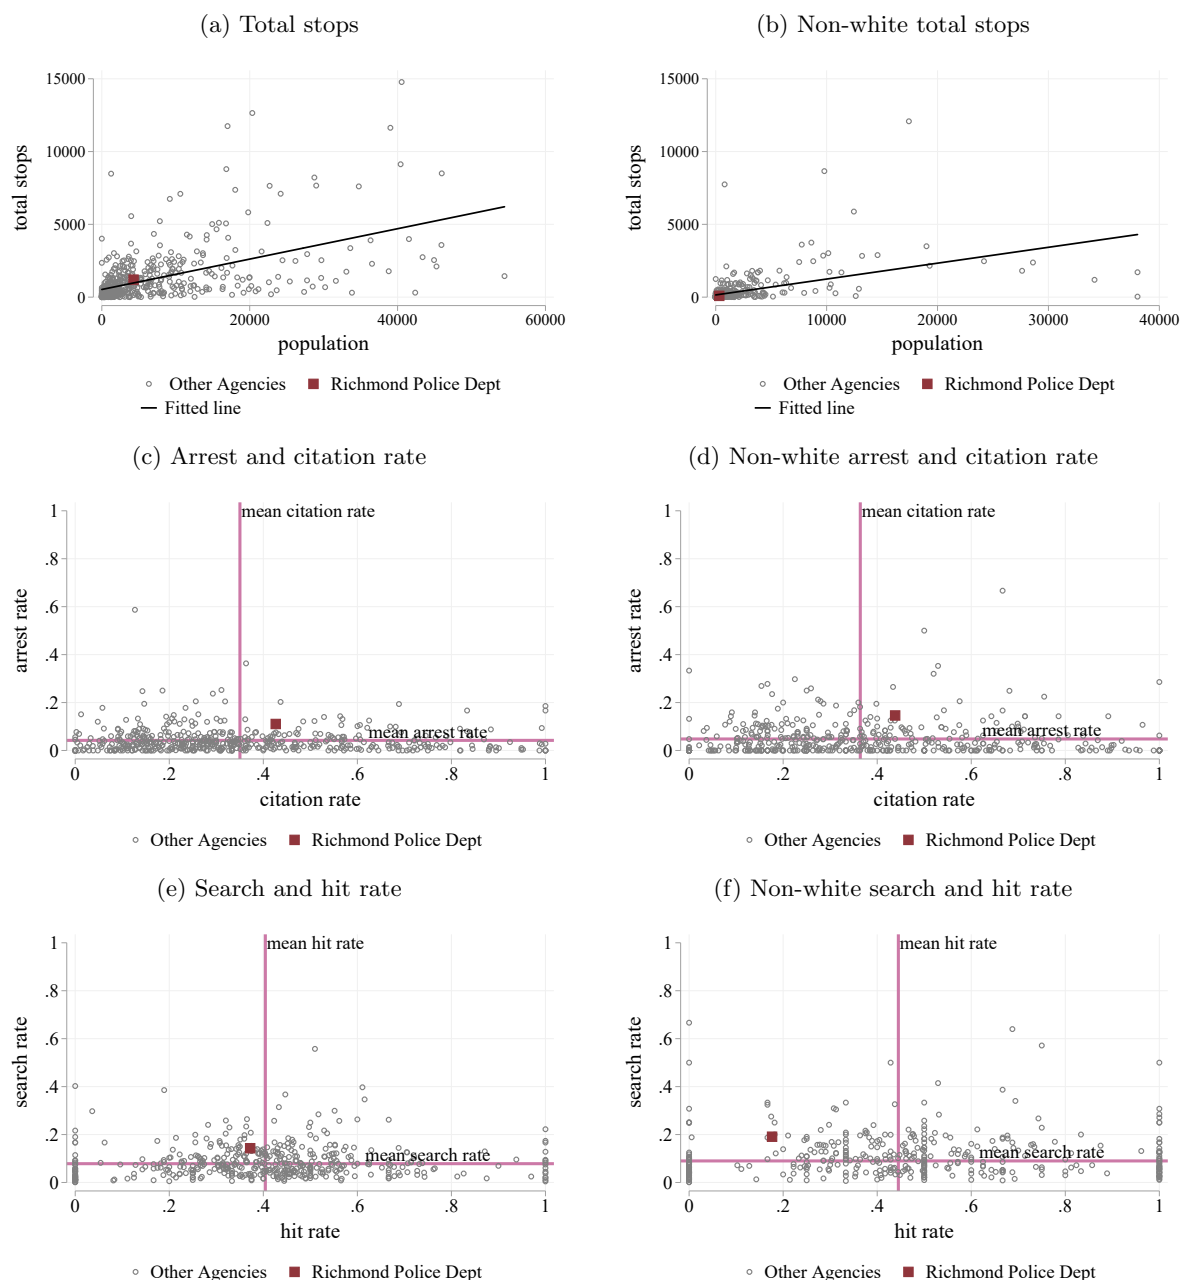 (a) Total stops
15000
10000
5000
0
total stops
0 20000 40000 60000
population
Other Agencies Richmond Police Dept
Fitted line
(b) Non-white total stops
15000
10000
5000
0
total stops
0 10000 20000 30000 40000
population
Other Agencies Richmond Police Dept
Fitted line
(c) Arrest and citation rate
mean citation rate
1
.8
.6
.4
.2
0
arrest rate
mean arrest rate
0 .2 .4 .6 .8 1
citation rate
Other Agencies Richmond Police Dept
(d) Non-white arrest and citation rate
mean citation rate
1
.8
.6
.4
.2
0
arrest rate
mean arrest rate
0 .2 .4 .6 .8 1
citation rate
Other Agencies Richmond Police Dept
(e) Search and hit rate
mean hit rate
1
.8
.6
.4
.2
0
search rate
mean search rate
0 .2 .4 .6 .8 1
hit rate
Other Agencies Richmond Police Dept
(f) Non-white search and hit rate
mean hit rate
1
.8
.6
.4
.2
0
search rate
mean search rate
0 .2 .4 .6 .8 1
hit rate
Other Agencies Richmond Police Dept